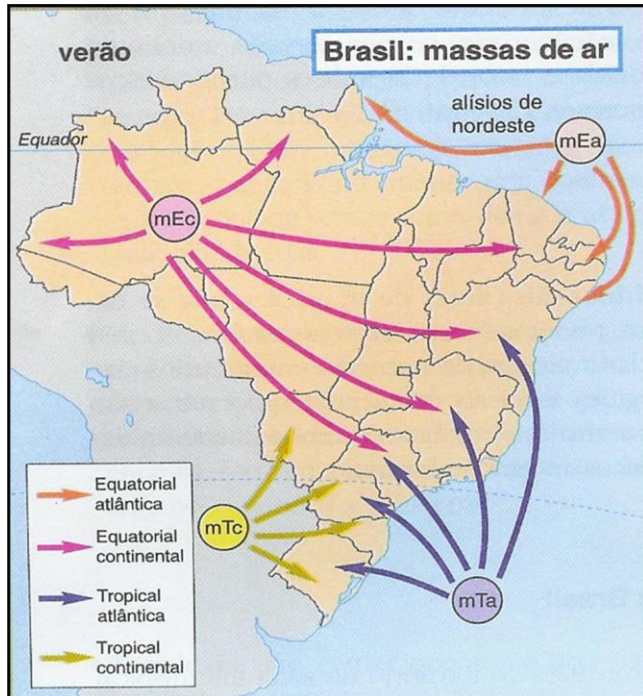 verão
Brasil: massas de ar
alísios de
nordeste
Equador
mEa
mEc
mTc
mTa
Equatorial
atlântica
Equatorial
continental
Tropical
atlântica
Tropical
continental